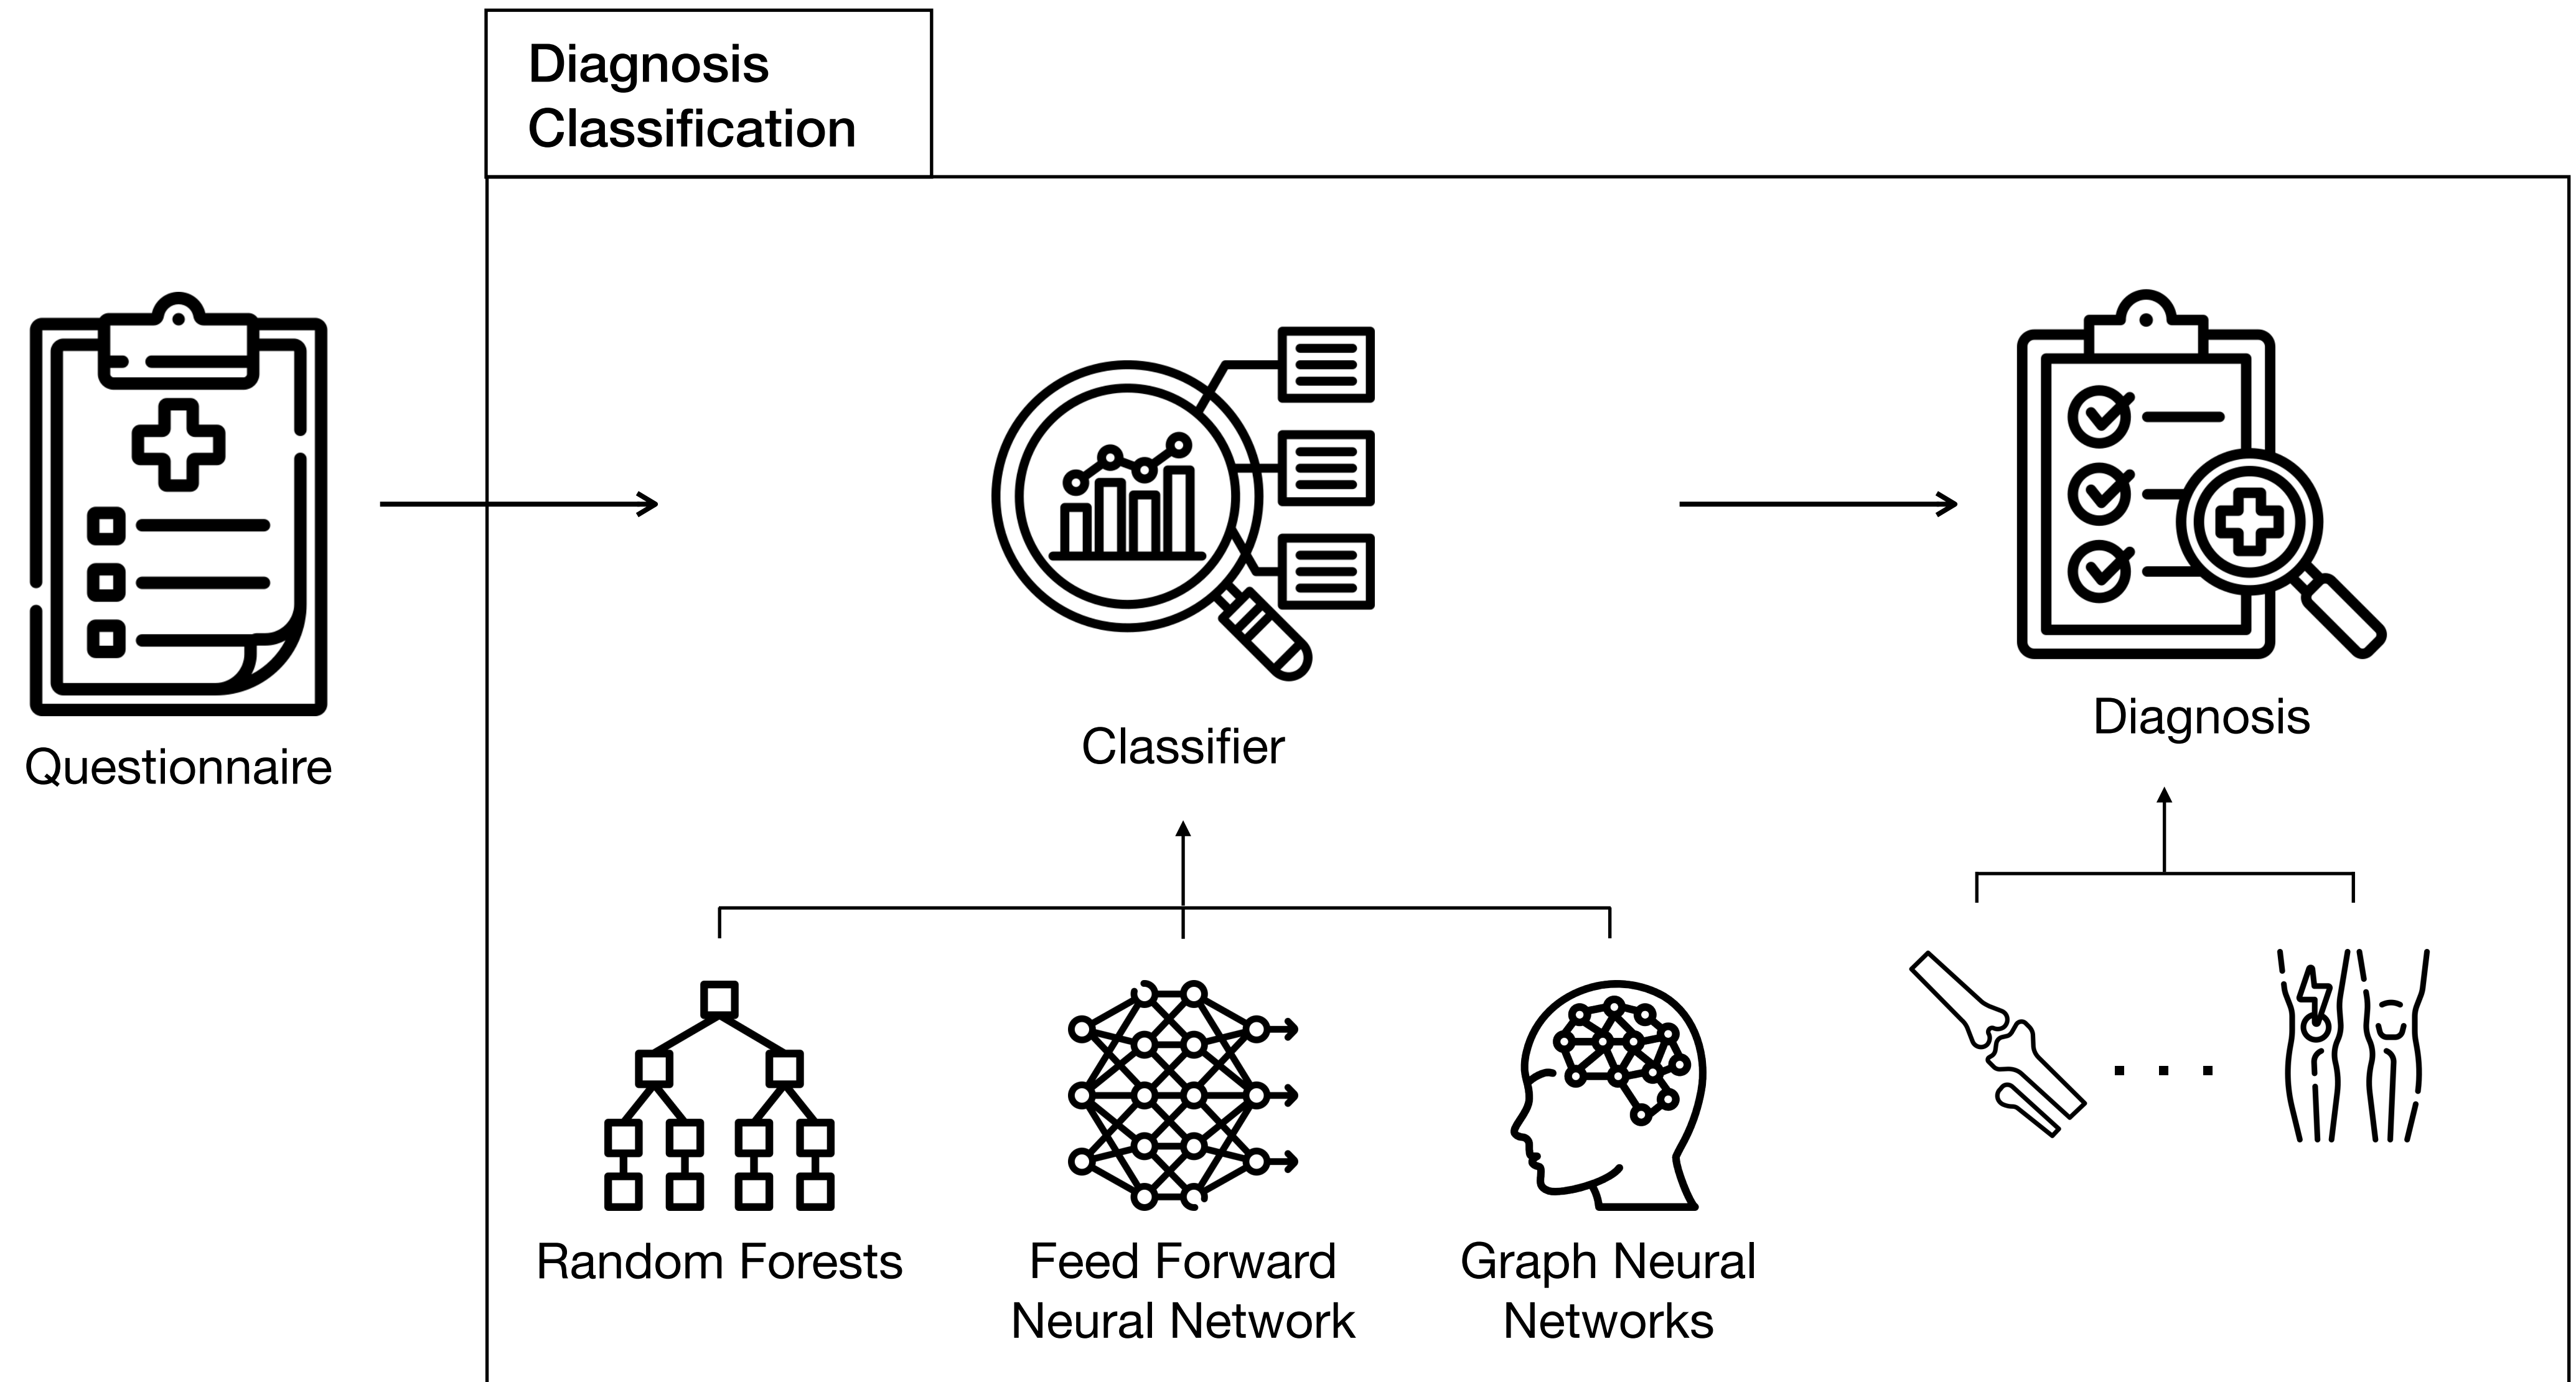 Diagnosis
Classification
Questionnaire
Classifier
Diagnosis
Random Forests
Feed Forward
Neural Network
Graph Neural
Networks